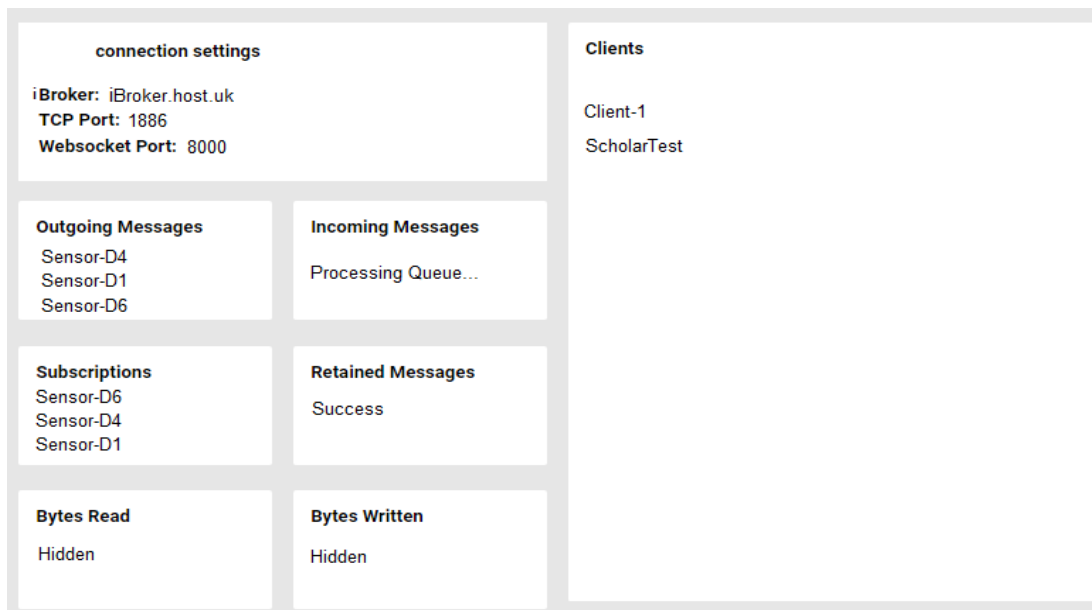 connection settings
iBroker: iBroker.host.uk
TCP Port: 1886
Websocket Port: 8000
Outgoing Messages
Sensor-D4
Sensor-D1
Sensor-D6
Incoming Messages
Processing Queue...
Subscriptions
Sensor-D6
Sensor-D4
Sensor-D1
Retained Messages
Success
Bytes Read
Hidden
Bytes Written
Hidden
Clients
Client-1
ScholarTest